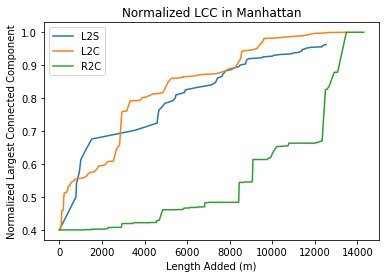 Normalized LCC in Manhattan
L2S
L2C
R2C
Normalized Largest Connected Component
1.0
0.9
0.8
0.7
0.6
0.5
0.4
0 2000 4000 6000 8000 10000 12000 14000
Length Added (m)